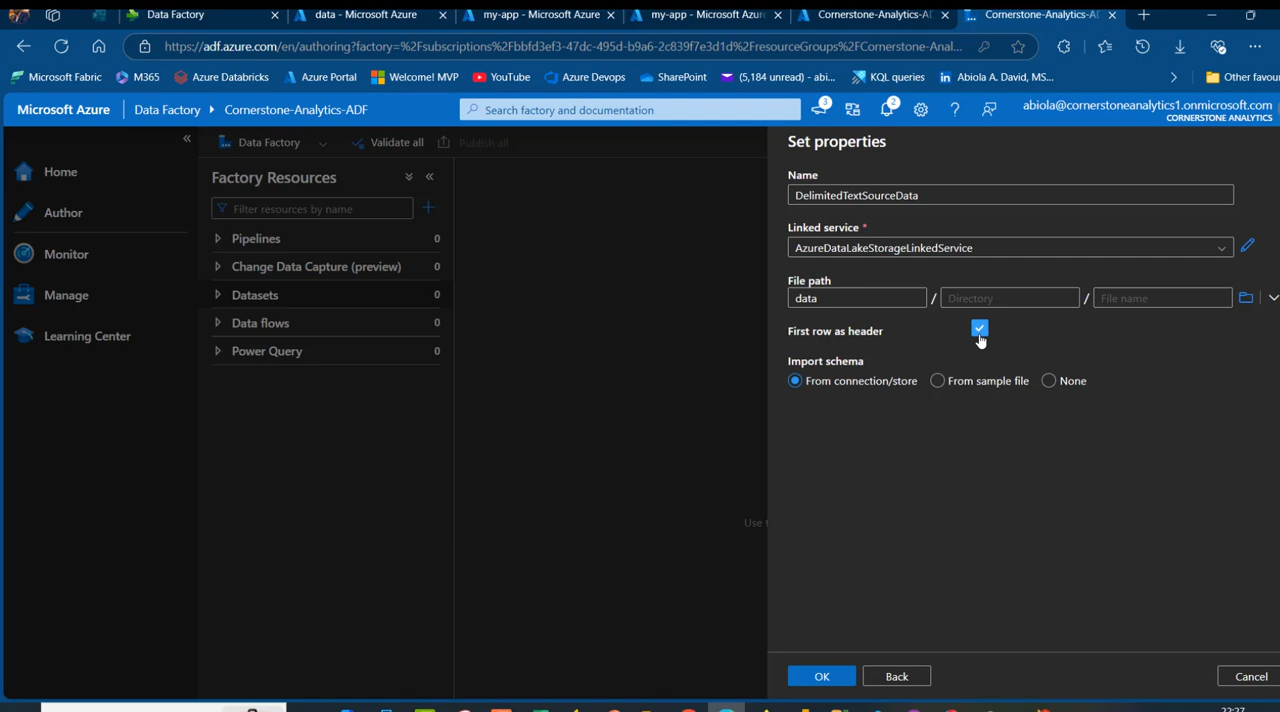 Data Factory
data - Microsoft Azure
my-app - Microsoft Azure
my-app - Microsoft Azure
Cornerstone-Analytics-AD
Cornerstone-Analytics-AD
https://adf.azure.com/en/authoring?factory=%2Fsubscriptions%2Fbbfd3ef3-47dc-495d-b9a6-2c839f7e3d1d%2FresourceGroups%2FCornerstone-Anal...
Microsoft Fabric
M365
Azure Databricks
Azure Portal
Welcome! MVP
YouTube
Azure Devops
SharePoint
(5,184 unread) - abi...
KQL queries
Abiola A. David, MS...
Other favou
Microsoft Azure
Data Factory
Cornerstone-Analytics-ADF
Search factory and documentation
3
2
abiola@cornerstoneanalytics1.onmicrosoft.com
CORNERSTONE ANALYTICS
Home
Author
Monitor
Manage
Learning Center
Data Factory
Validate all
Publish all
Factory Resources
Filter resources by name
Pipelines 0
Change Data Capture (preview) 0
Datasets 0
Data flows 0
Power Query 0
Use t
Set properties
Name
DelimitedTextSourceData
Linked service *
AzureDataLakeStorageLinkedService
File path
data / Directory / File name
First row as header
Import schema
From connection/store From sample file None
OK Back Cancel
22:27